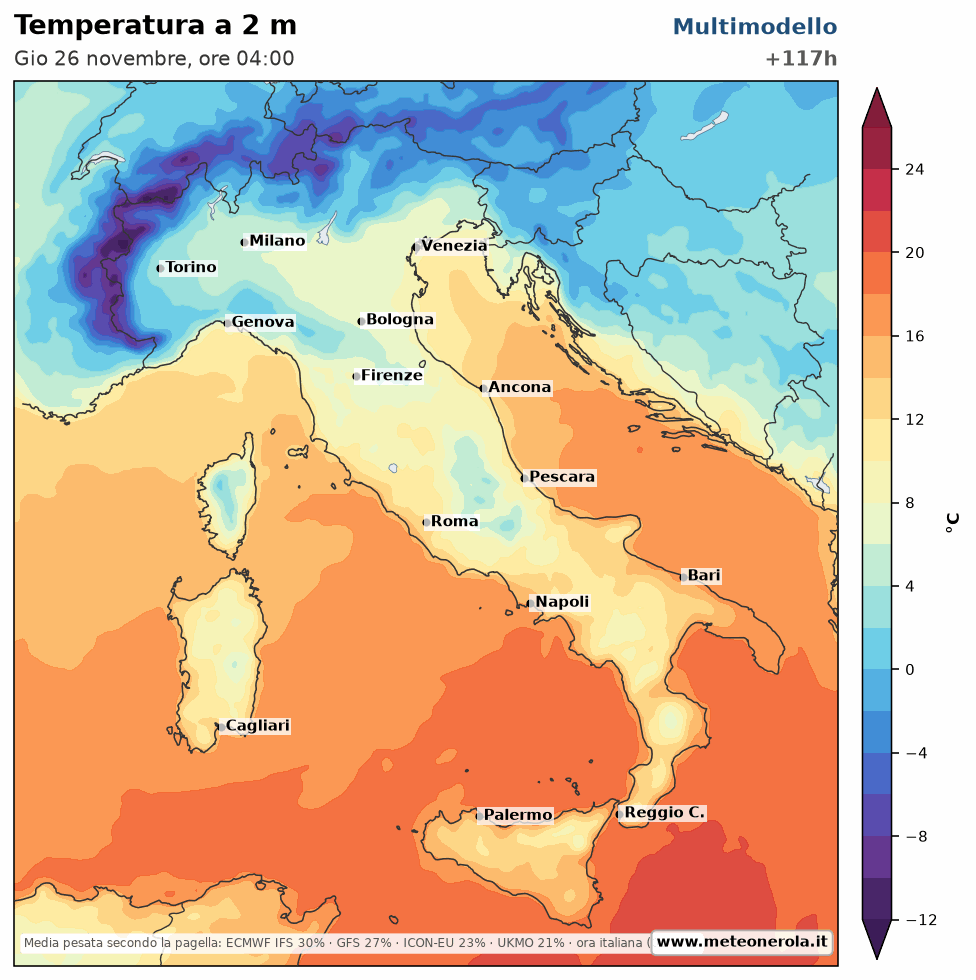 Temperatura a 2 m
Multimodello
Gio 26 novembre, ore 04:00
+117h
24
20
16
12
8
4
0
−4
−8
−12
°C
Milano
Venezia
Torino
Genova
Bologna
Firenze
Ancona
Pescara
Roma
Bari
Napoli
Cagliari
Palermo
Reggio C.
Media pesata secondo la pagella: ECMWF IFS 30% · GFS 27% · ICON-EU 23% · UKMO 21% · ora italiana (
www.meteonerola.it